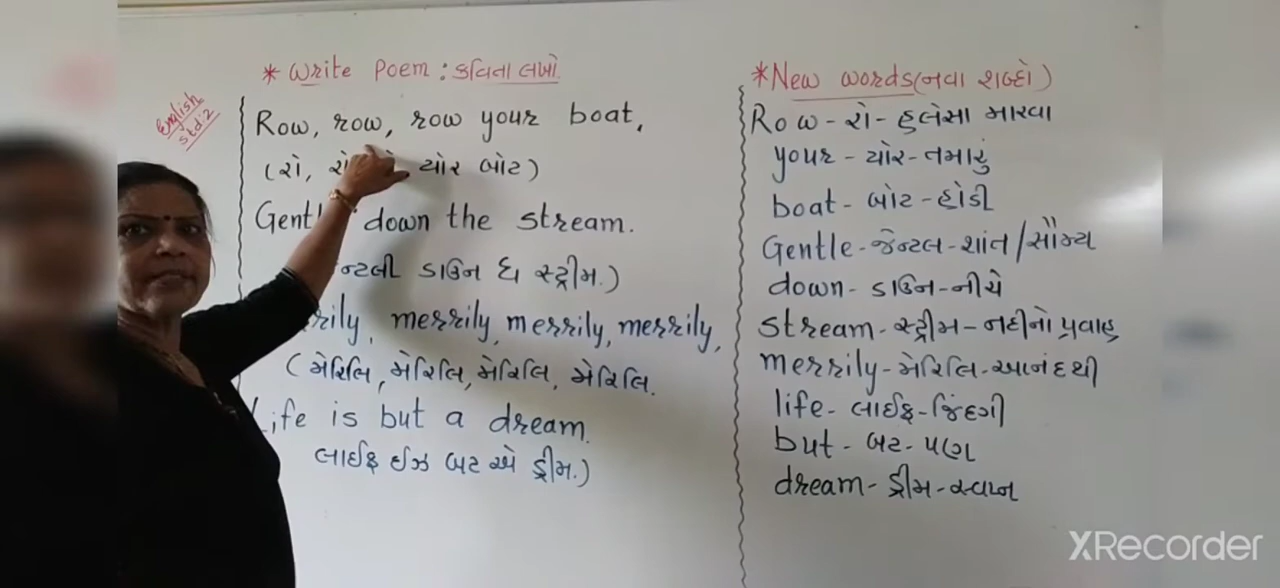 * Write Poem : કવિતા લખો
English
std:2
Row, row, row your boat,
(રો, યોર બોટ)
down the stream.
ડાઉન ધ સ્ટ્રીમ.)
merrily, merrily, merrily,
(મેરિલિ, મેરિલિ, મેરિલિ, મેરિલિ.
Life is but a dream.
લાઈફ ઈઝ બટ એ ડ્રીમ.)
*New words(નવા શબ્દો)
Row - રો - હલેસા મારવા
your - યોર - તમારું
boat - બોટ - હોડી
Gentle - જેન્ટલ - શાંત/સૌમ્ય
down - ડાઉન - નીચે
stream - સ્ટ્રીમ - નદીનો પ્રવાહ
merrily - મેરિલિ - આનંદથી
life - લાઈફ - જિંદગી
but - બટ - પણ
dream - ડ્રીમ - સ્વપ્ન
XRecorder